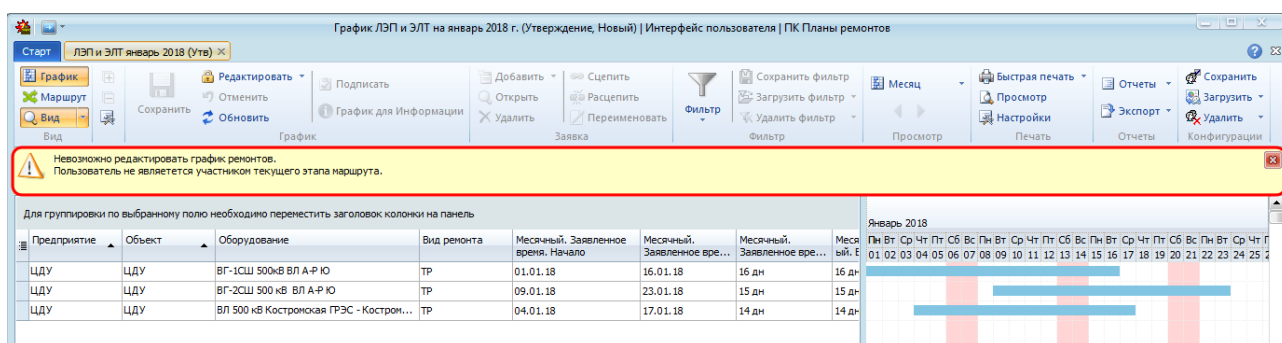 График ЛЭП и ЭЛТ на январь 2018 г. (Утверждение, Новый) | Интерфейс пользователя | ПК Планы ремонтов
Старт ЛЭП и ЭЛТ январь 2018 (Утв)
График
Маршрут
Вид
Вид
Сохранить
Редактировать
Отменить
Обновить
Подписать
График для Информации
График
Добавить
Открыть
Удалить
Сцепить
Расцепить
Переименовать
Заявка
Фильтр
Сохранить фильтр
Загрузить фильтр
Удалить фильтр
Фильтр
Месяц
Просмотр
Быстрая печать
Просмотр
Настройки
Печать
Отчеты
Экспорт
Отчеты
Сохранить
Загрузить
Удалить
Конфигурации
Невозможно редактировать график ремонтов.
Пользователь не являетется участником текущего этапа маршрута.
Для группировки по выбранному полю необходимо переместить заголовок колонки на панель
Январь 2018
Предприятие Объект Оборудование Вид ремонта Месячный. Заявленное время. Начало Месячный. Заявленное вре... Месячный. Заявленное вре...
Пн Вт Ср Чт Пт Сб Вс Пн Вт Ср Чт Пт Сб Вс Пн Вт Ср Чт Пт Сб Вс Пн Вт Ср Чт
01 02 03 04 05 06 07 08 09 10 11 12 13 14 15 16 17 18 19 20 21 22 23 24 25
ЦДУ ЦДУ ВГ-1СШ 500кВ ВЛ А-Р Ю ТР 01.01.18 16.01.18 16 дн 16 дн
ЦДУ ЦДУ ВГ-2СШ 500 кВ ВЛ А-Р Ю ТР 09.01.18 23.01.18 15 дн 15 дн
ЦДУ ЦДУ ВЛ 500 кВ Костромская ГРЭС - Костром... ТР 04.01.18 17.01.18 14 дн 14 дн